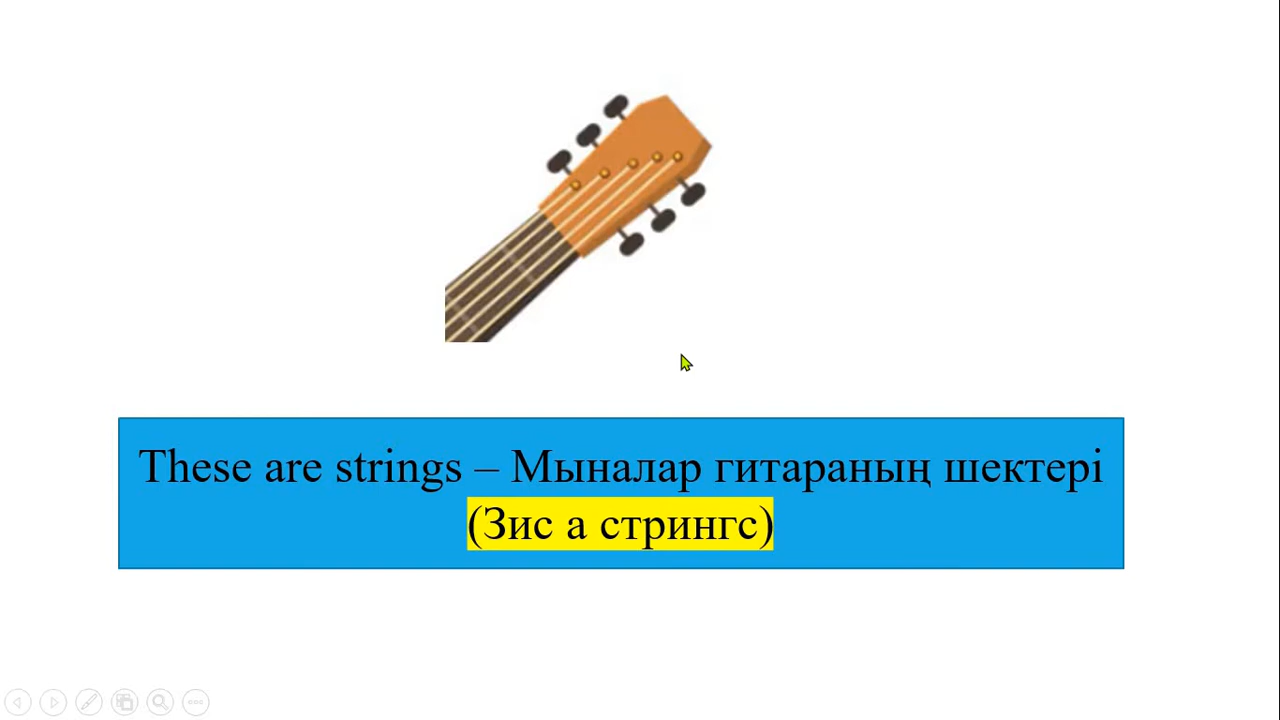 These are strings – Мыналар гитараның шектері
(Зис а стрингс)